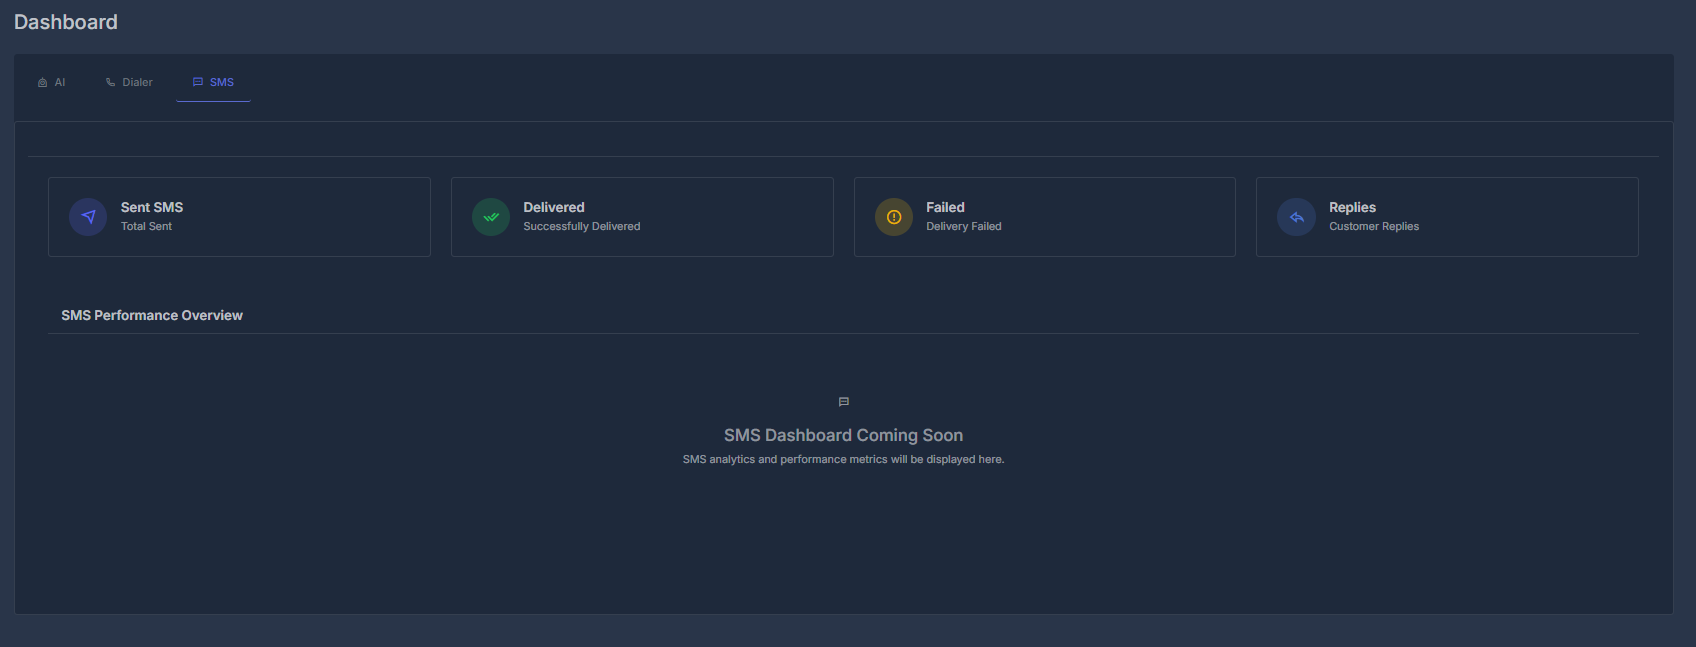 Dashboard
AI
Dialer
SMS
Sent SMS
Total Sent
Delivered
Successfully Delivered
Failed
Delivery Failed
Replies
Customer Replies
SMS Performance Overview
SMS Dashboard Coming Soon
SMS analytics and performance metrics will be displayed here.